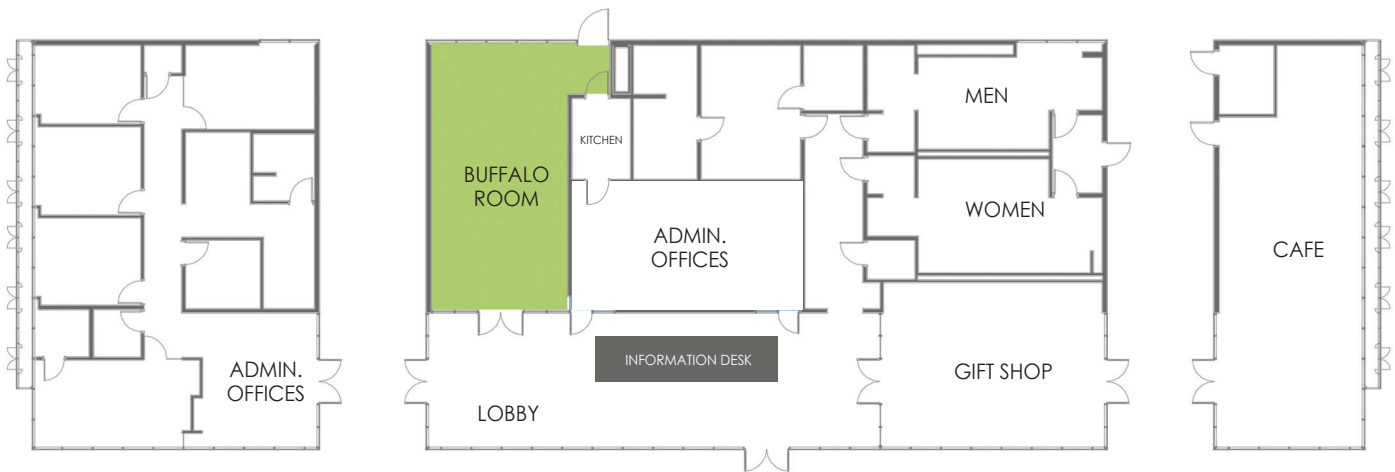 MEN
KITCHEN
BUFFALO
ROOM
WOMEN
ADMIN.
OFFICES
CAFE
INFORMATION DESK
ADMIN.
OFFICES
GIFT SHOP
LOBBY